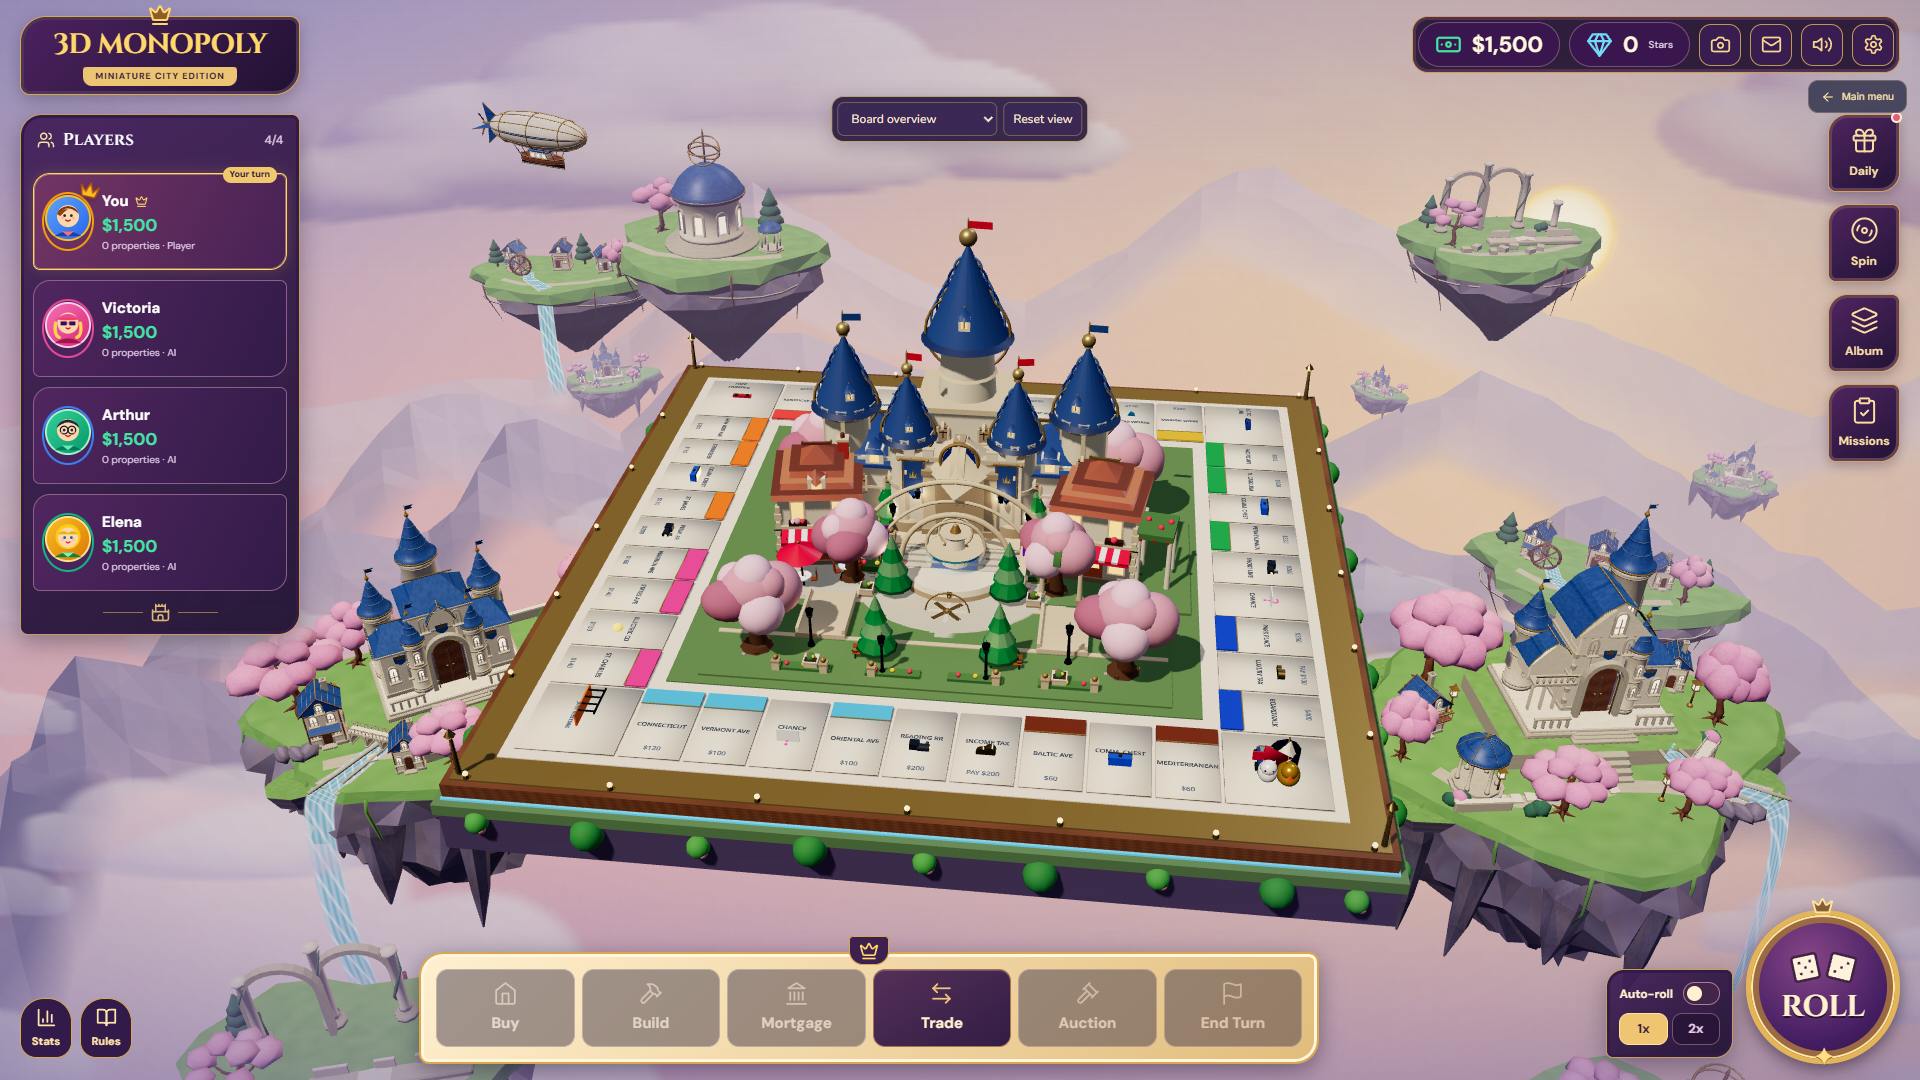 3D MONOPOLY
MINIATURE CITY EDITION
$1,500
0 Stars
Main menu
Board overview
Reset view
PLAYERS 4/4
Your turn
You
$1,500
0 properties · Player
Victoria
$1,500
0 properties · AI
Arthur
$1,500
0 properties · AI
Elena
$1,500
0 properties · AI
Daily
Spin
Album
Missions
CONNECTICUT
$120
VERMONT AVE
$100
CHANCE
ORIENTAL AVE
$100
READING RR
$200
INCOME TAX
PAY $200
BALTIC AVE
$60
COMM. CHEST
MEDITERRANEAN
$60
Buy
Build
Mortgage
Trade
Auction
End Turn
Stats
Rules
Auto-roll
1x
2x
ROLL